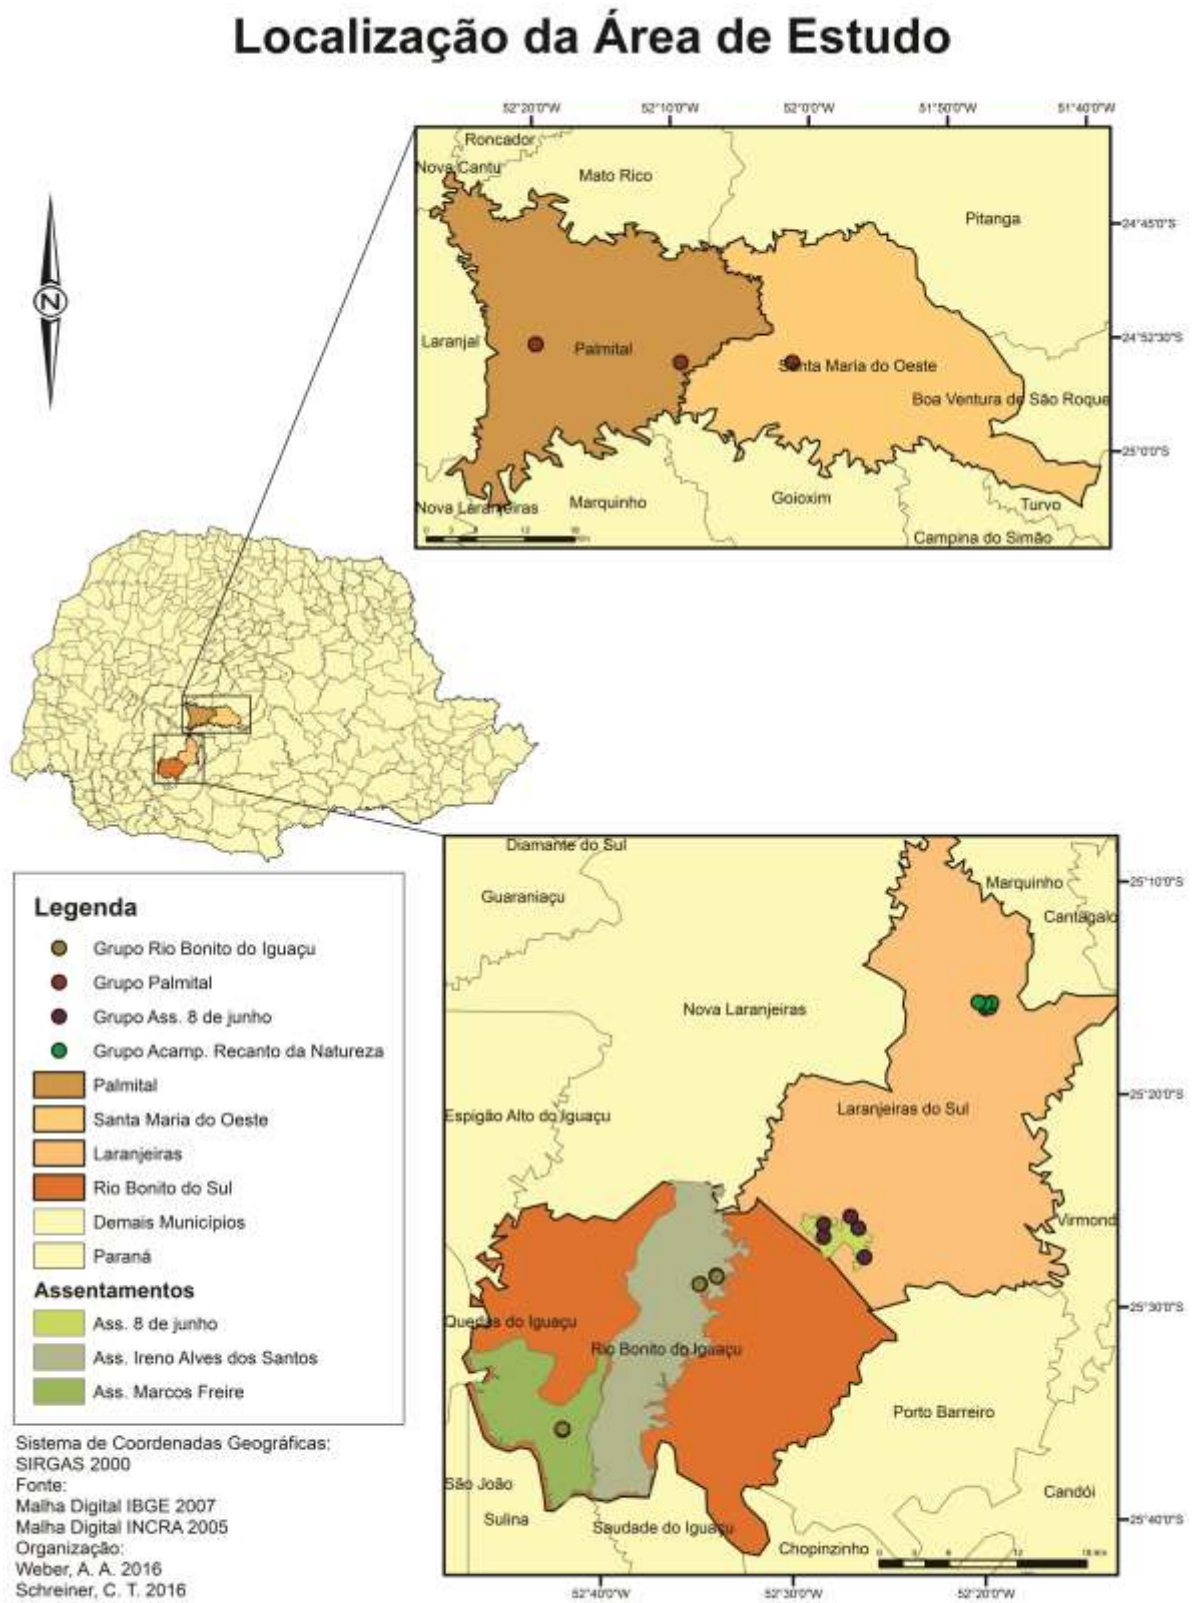 Localização da Área de Estudo
52°20'0"W 52°10'0"W 52°0'0"W 51°50'0"W 51°40'0"W
Roncador
Nova Cantu
Mato Rico
Pitanga
24°45'0"S
Laranjal
Palmital
24°52'30"S
Santa Maria do Oeste
Boa Ventura de São Roque
25°0'0"S
Nova Laranjeiras
Marquinho
Goioxim
Turvo
Campina do Simão
N
Diamante do Sul
Guaraniaçu
Marquinho
25°10'0"S
Cantagalo
Nova Laranjeiras
Espigão Alto do Iguaçu
25°20'0"S
Laranjeiras do Sul
Virmond
25°30'0"S
Quedas do Iguaçu
Rio Bonito do Iguaçu
Porto Barreiro
São João
Candói
Sulina
Saudade do Iguaçu
25°40'0"S
Chopinzinho
52°40'0"W 52°30'0"W 52°20'0"W
Legenda
Grupo Rio Bonito do Iguaçu
Grupo Palmital
Grupo Ass. 8 de junho
Grupo Acamp. Recanto da Natureza
Palmital
Santa Maria do Oeste
Laranjeiras
Rio Bonito do Sul
Demais Municípios
Paraná
Assentamentos
Ass. 8 de junho
Ass. Ireno Alves dos Santos
Ass. Marcos Freire
Sistema de Coordenadas Geográficas:
SIRGAS 2000
Fonte:
Malha Digital IBGE 2007
Malha Digital INCRA 2005
Organização:
Weber, A. A. 2016
Schreiner, C. T. 2016